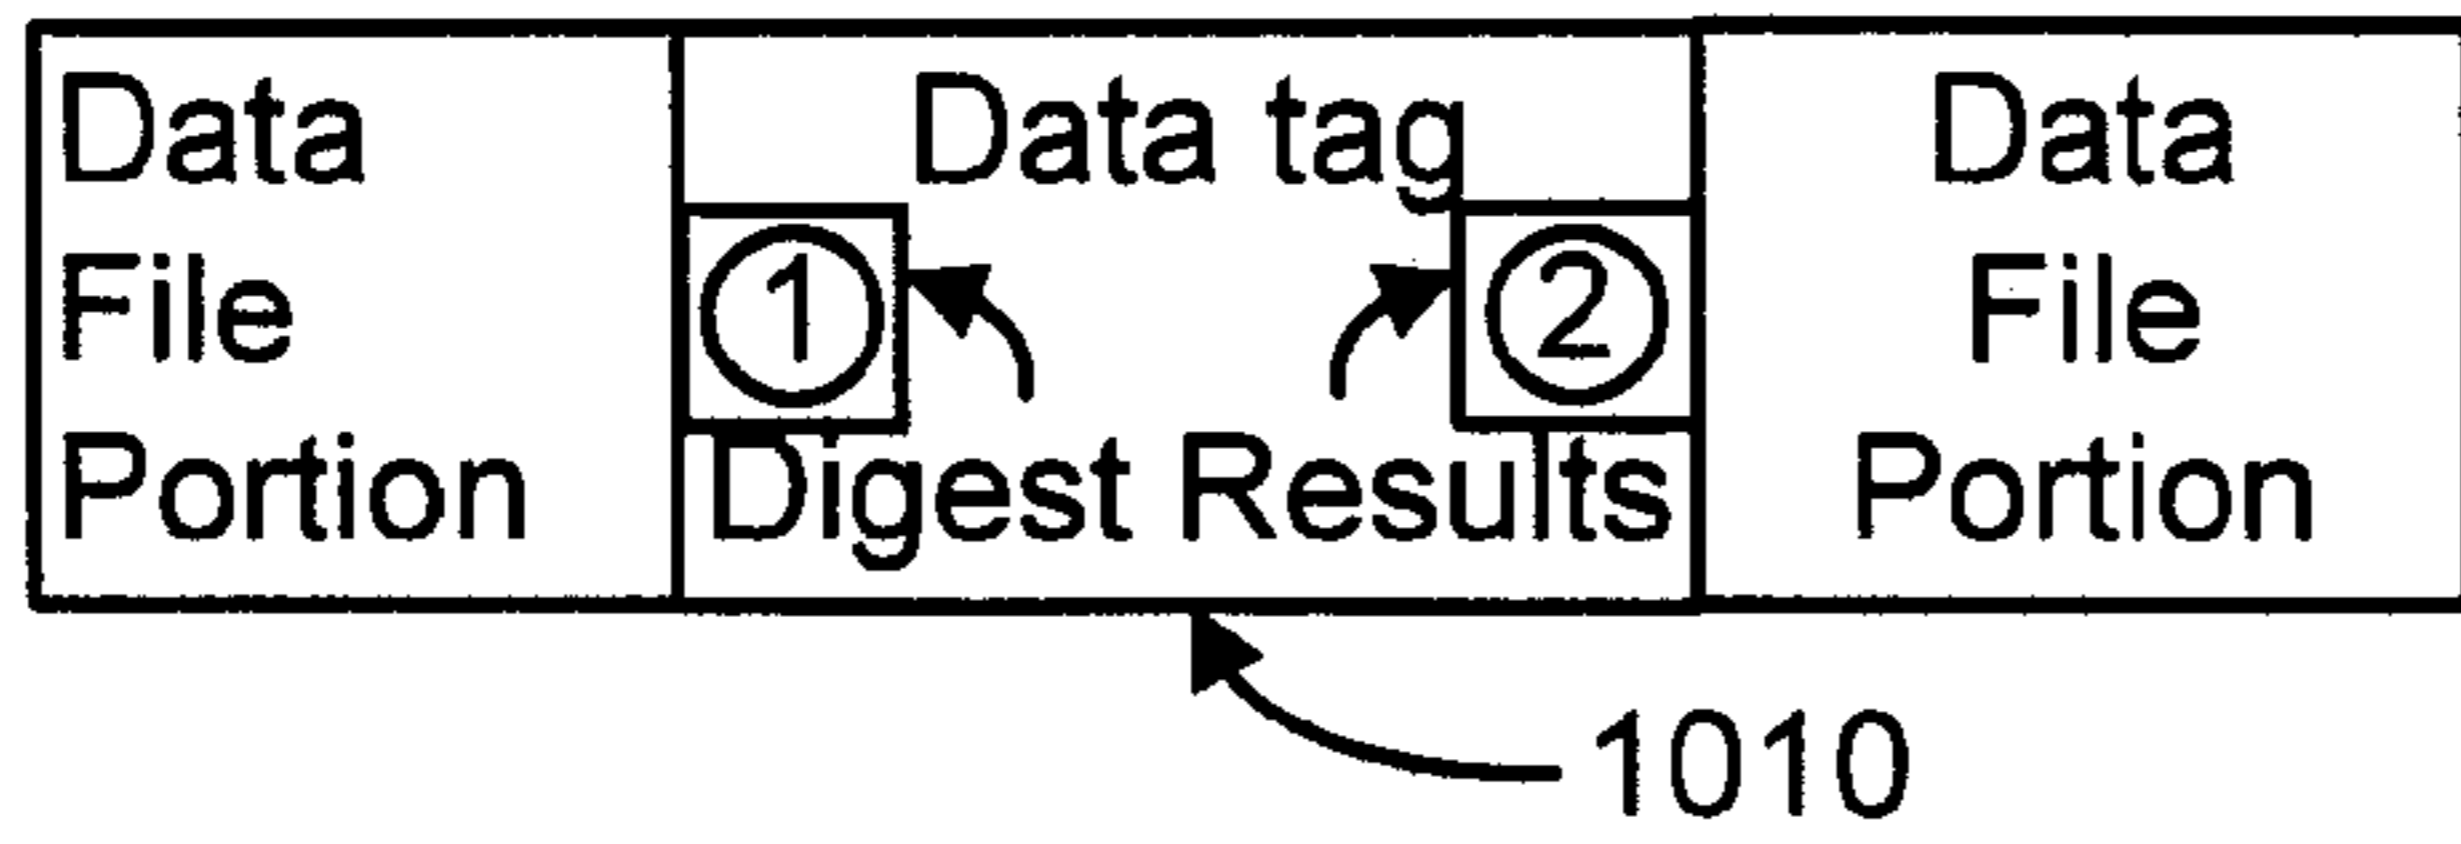 Data
File
Portion
Data tag
1
2
Digest Results
Data
File
Portion
1010